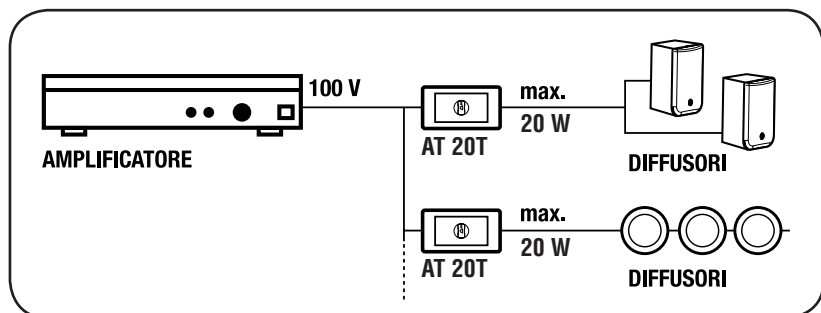 100 V
max.
20 W
AT 20T
AMPLIFICATORE
DIFFUSORI
max.
20 W
AT 20T
DIFFUSORI